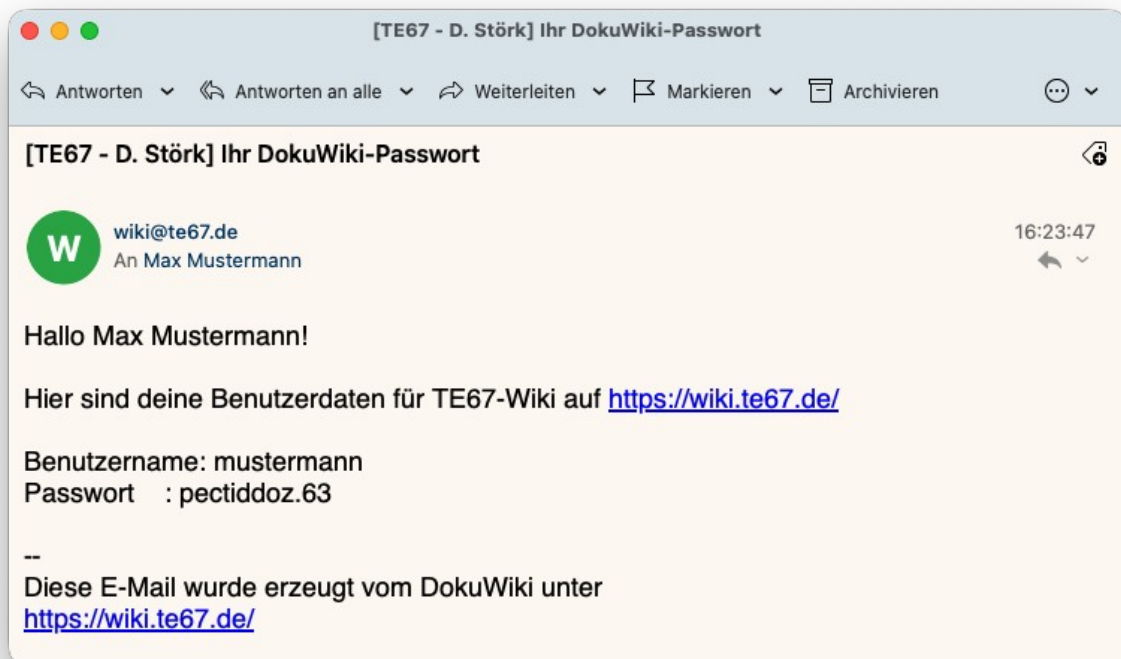 [TE67 - D. Störk] Ihr DokuWiki-Passwort
Antworten Antworten an alle Weiterleiten Markieren Archivieren
[TE67 - D. Störk] Ihr DokuWiki-Passwort
W
wiki@te67.de
16:23:47
An Max Mustermann
Hallo Max Mustermann!
Hier sind deine Benutzerdaten für TE67-Wiki auf https://wiki.te67.de/
Benutzername: mustermann
Passwort : pectiddoz.63
--
Diese E-Mail wurde erzeugt vom DokuWiki unter
https://wiki.te67.de/